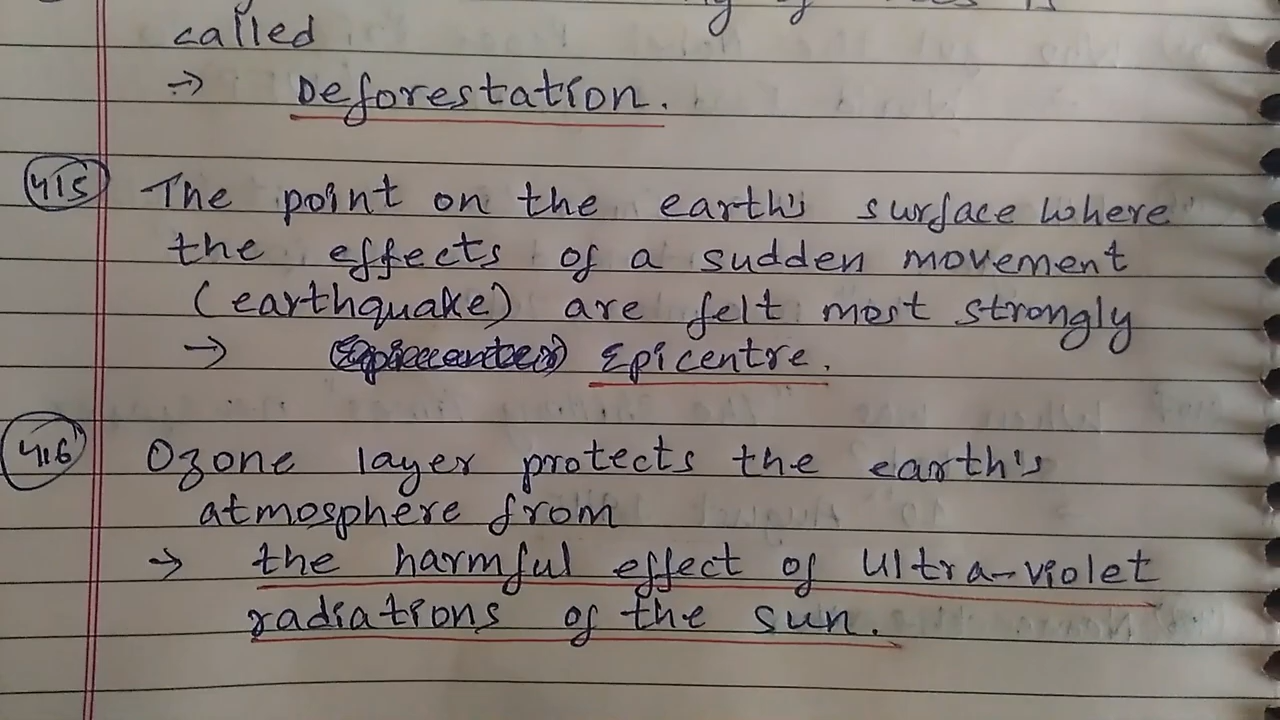 called
→ Deforestation.
415 The point on the earth's surface where
the effects of a sudden movement
(earthquake) are felt most strongly
→ Epicentre.
416 Ozone layer protects the earth's
atmosphere from
→ the harmful effect of Ultra-violet
radiations of the sun.